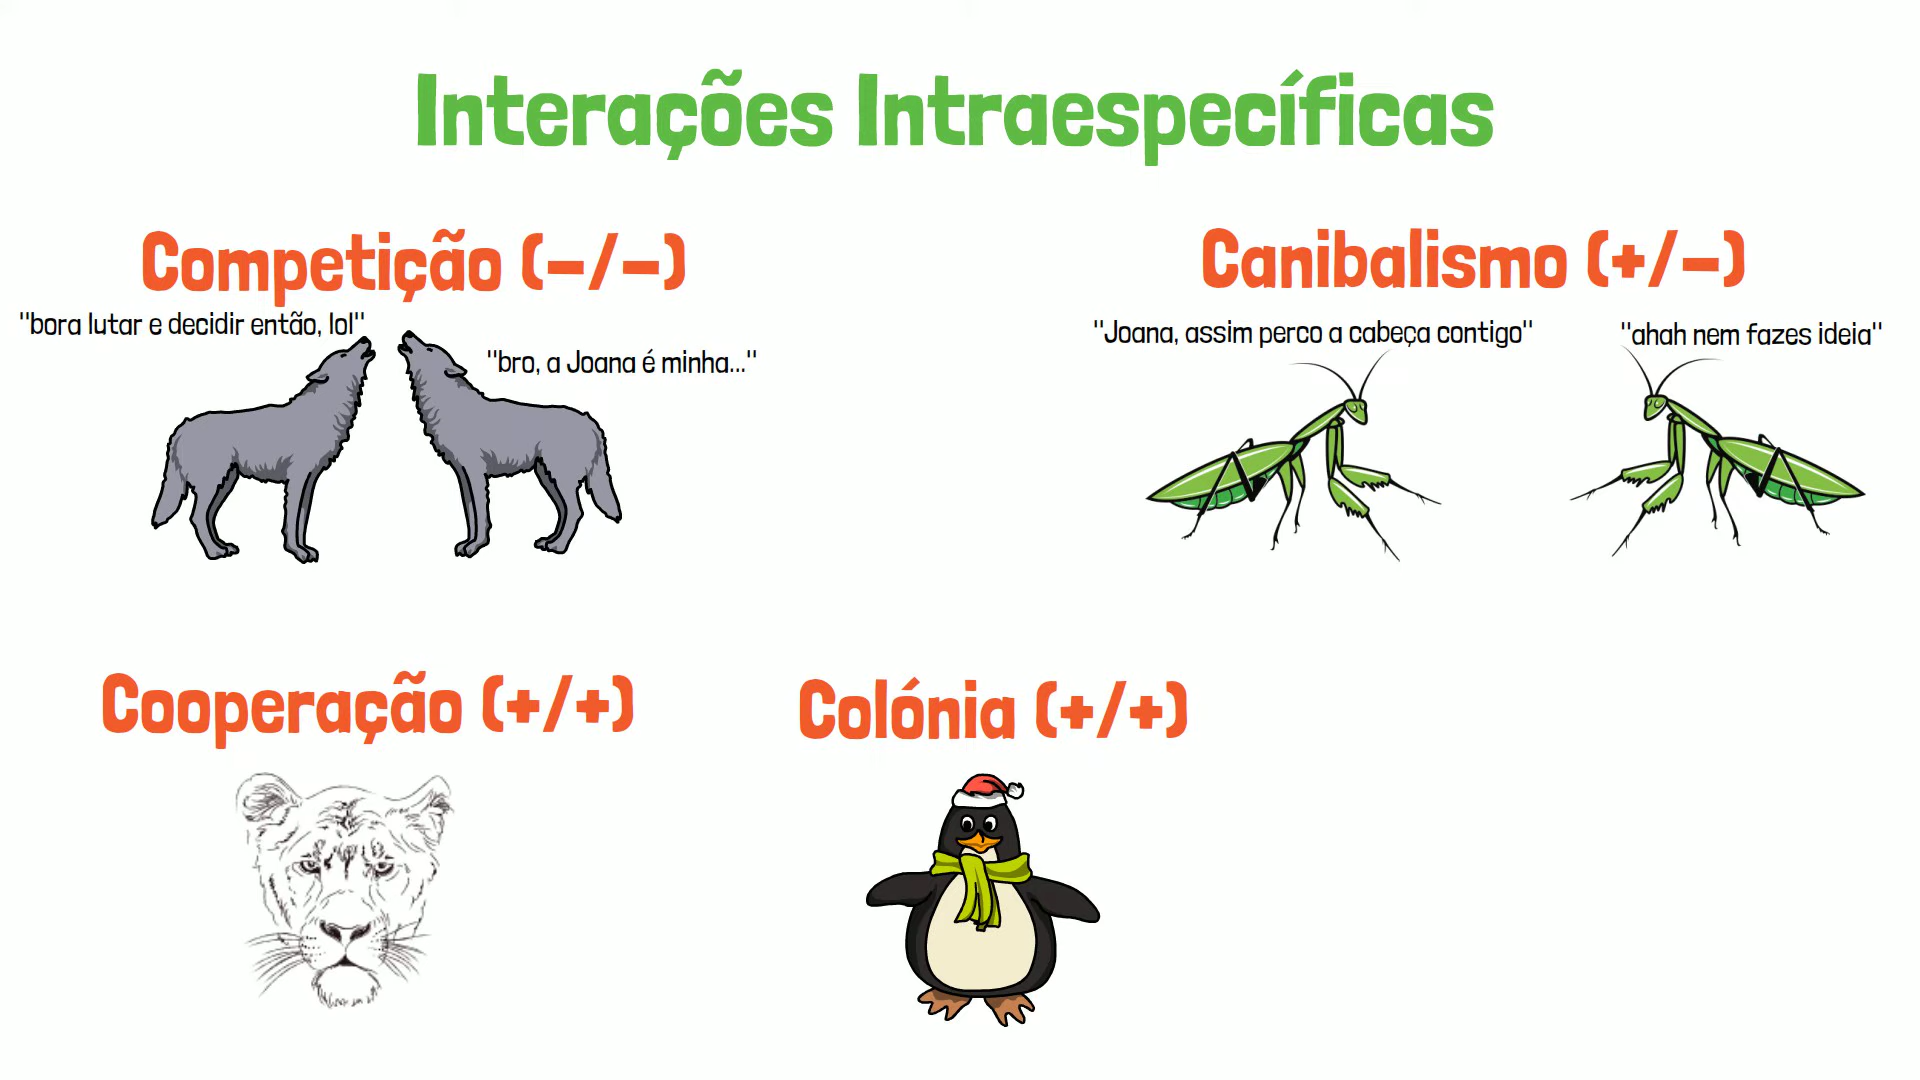 Interações Intraespecíficas
Competição (-/-)
"bora lutar e decidir então, lol"
"bro, a Joana é minha..."
Canibalismo (+/-)
"Joana, assim perco a cabeça contigo"
"ahah nem fazes ideia"
Cooperação (+/+)
Colónia (+/+)